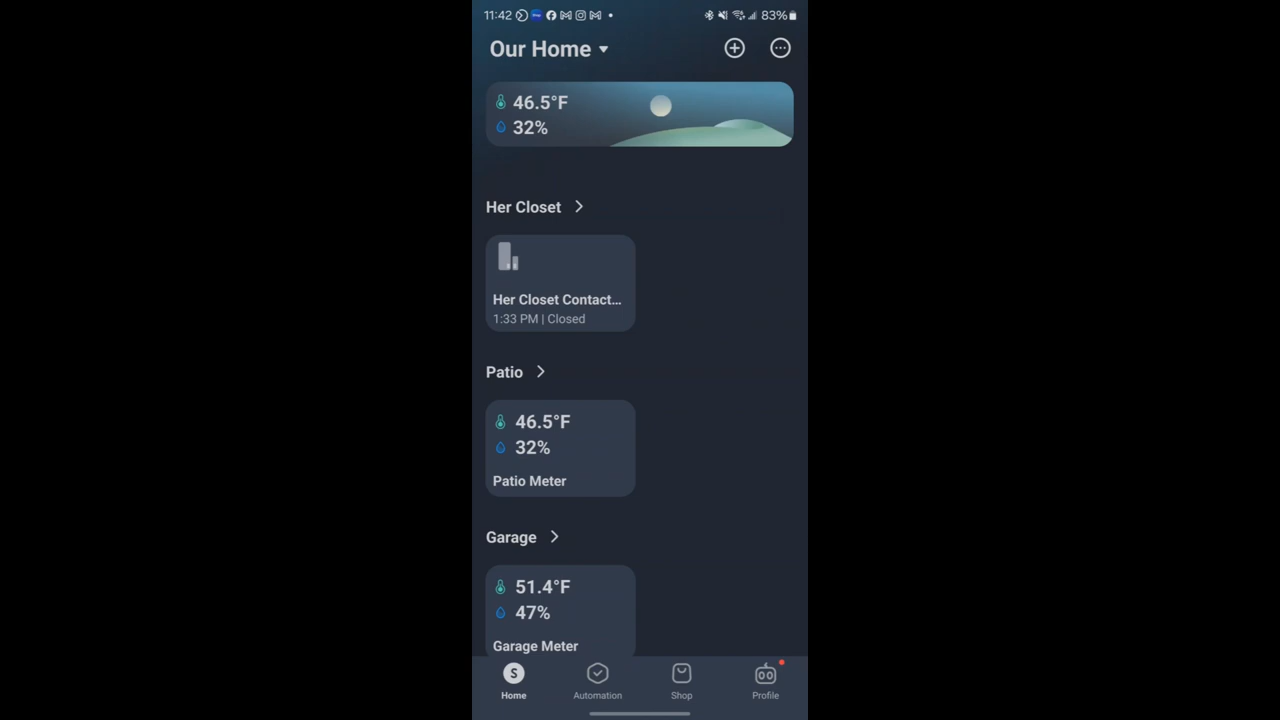 11:42 83%
Our Home
46.5°F
32%
Her Closet
Her Closet Contact...
1:33 PM | Closed
Patio
46.5°F
32%
Patio Meter
Garage
51.4°F
47%
Garage Meter
S
Home Automation Shop Profile